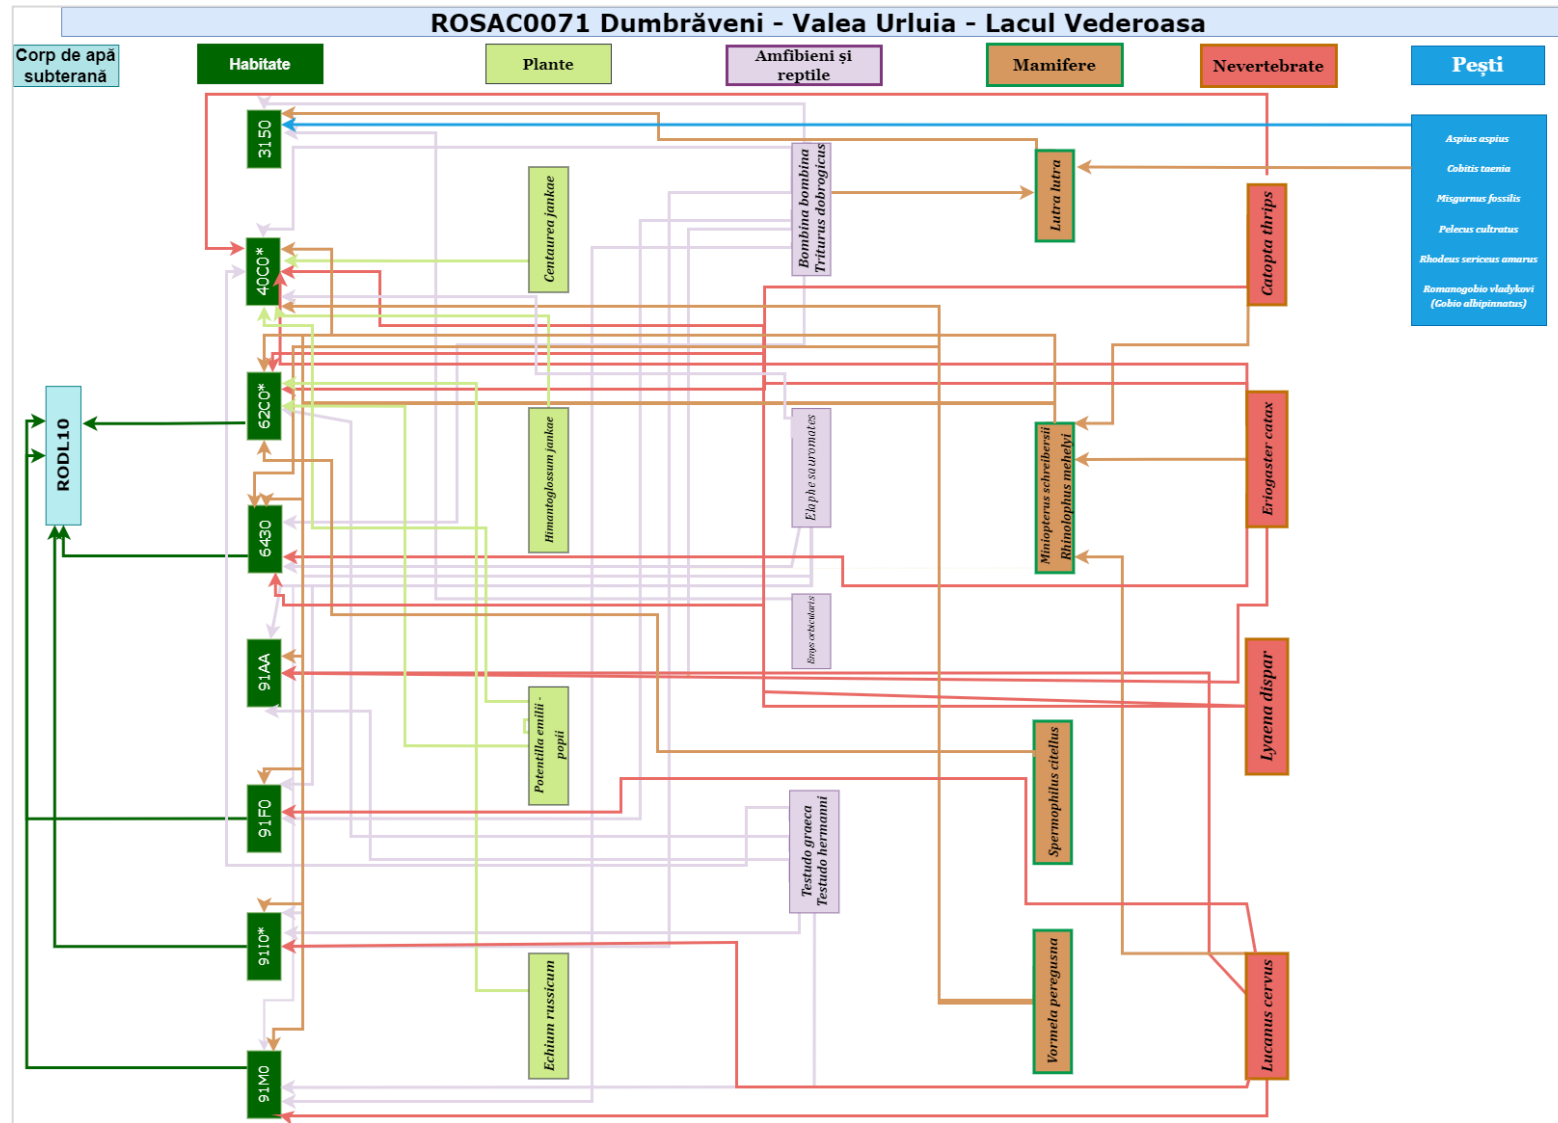 ROSAC0071 Dumbrăveni - Valea Urluia - Lacul Vederoasa
Corp de apă
subterană
Habitate
Plante
Amfibieni și
reptile
Mamifere
Nevertebrate
Pești
RODL10
3150
40C0*
62C0*
6430
91AA
91F0
91I0*
91M0
Centaurea jankae
Himantoglossum jankae
Potentilla emilii -
popii
Echium russicum
Bombina bombina
Triturus dobrogicus
Elaphe sauromates
Emys orbicularis
Testudo graeca
Testudo hermanni
Lutra lutra
Miniopterus schreibersii
Rhinolophus mehelyi
Spermophilus citellus
Vormela peregusna
Catopta thrips
Eriogaster catax
Lyaena dispar
Lucanus cervus
Aspius aspius
Cobitis taenia
Misgurnus fossilis
Pelecus cultratus
Rhodeus sericeus amarus
Romanogobio vladykovi
(Gobio albipinnatus)